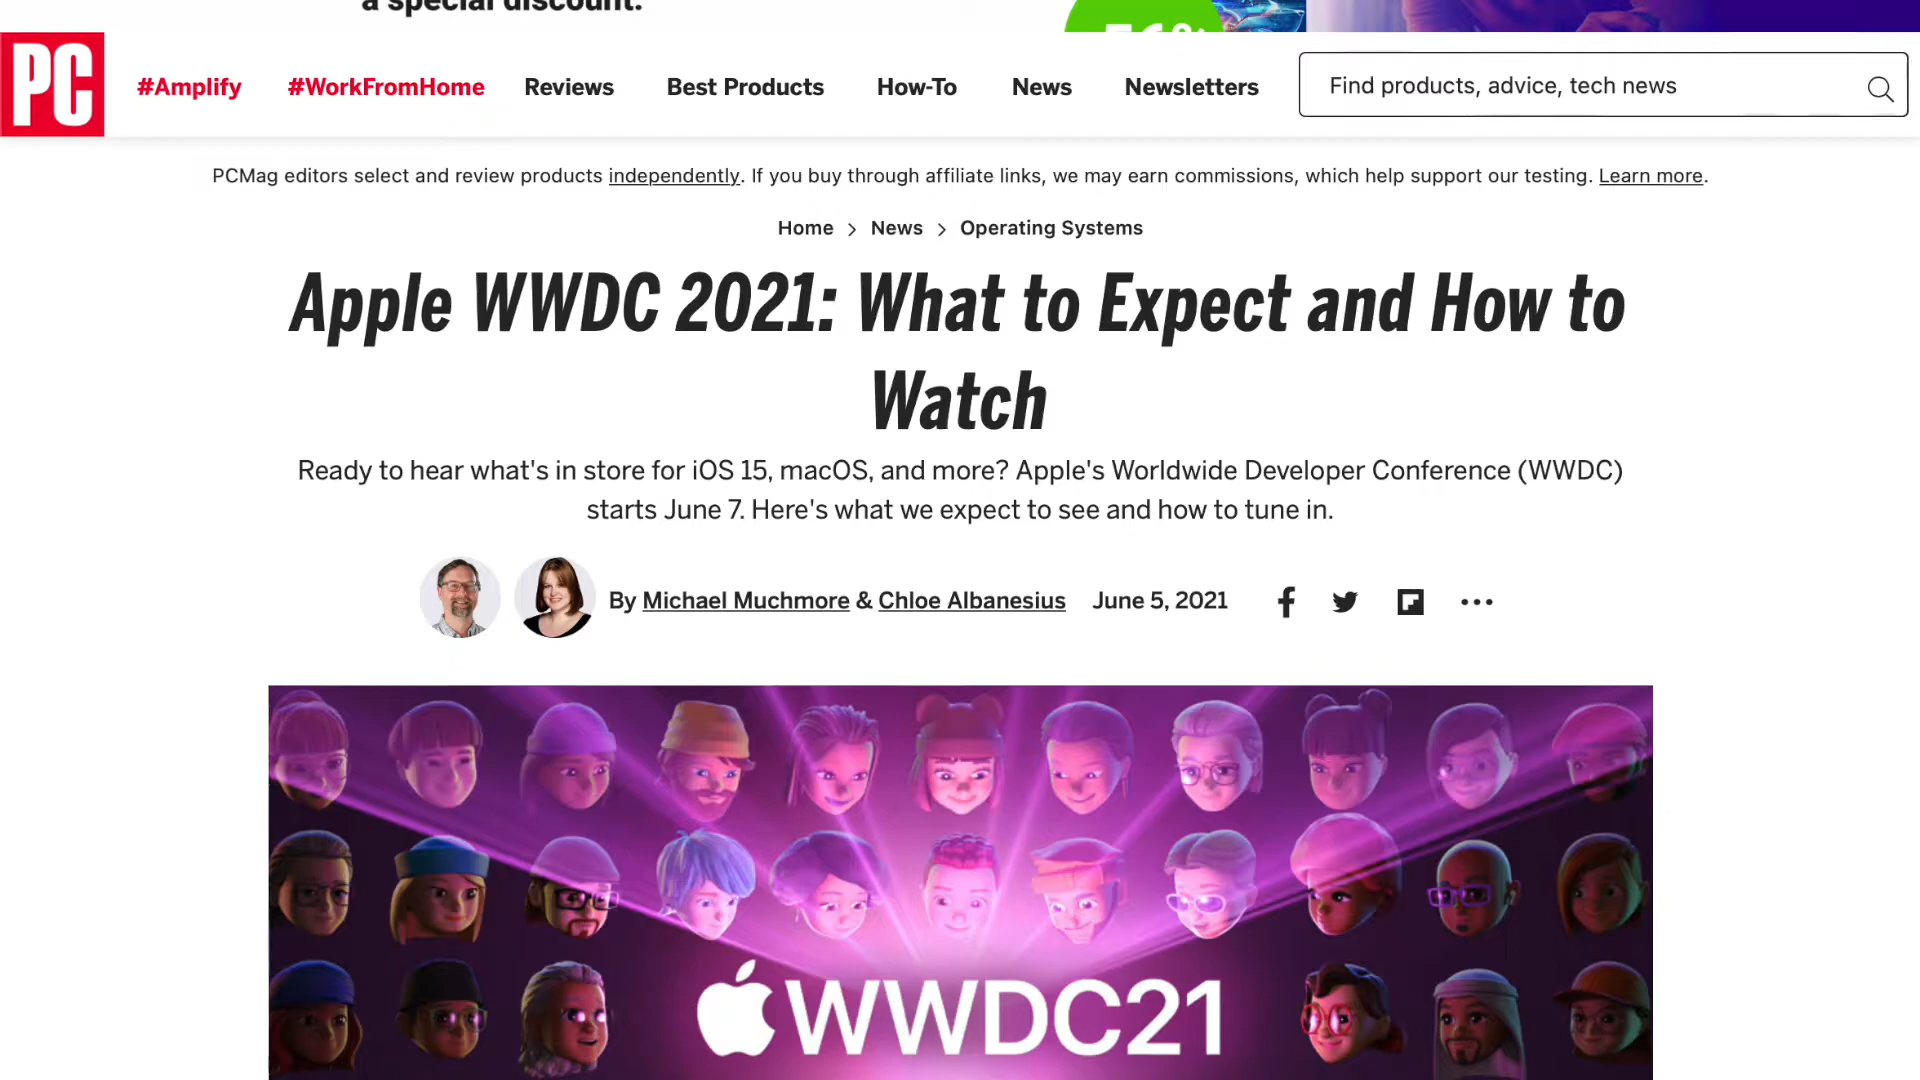 a special discount.
PC
#Amplify #WorkFromHome Reviews Best Products How-To News Newsletters Find products, advice, tech news
PCMag editors select and review products independently. If you buy through affiliate links, we may earn commissions, which help support our testing. Learn more.
Home > News > Operating Systems
Apple WWDC 2021: What to Expect and How to
Watch
Ready to hear what's in store for iOS 15, macOS, and more? Apple's Worldwide Developer Conference (WWDC)
starts June 7. Here's what we expect to see and how to tune in.
By Michael Muchmore & Chloe Albanesius June 5, 2021
WWDC21